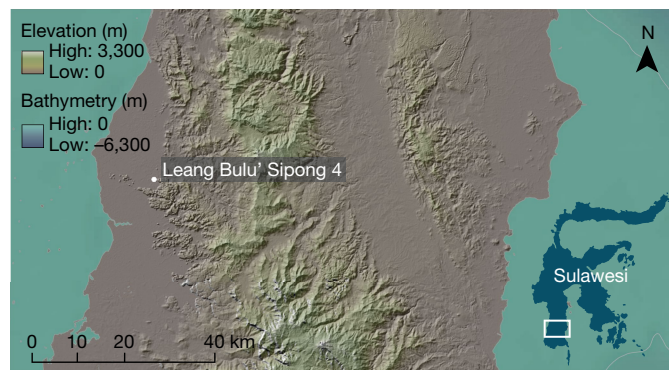 Elevation (m)
High: 3,300
Low: 0
Bathymetry (m)
High: 0
Low: –6,300
N
Leang Bulu’ Sipong 4
Sulawesi
0 10 20 40 km